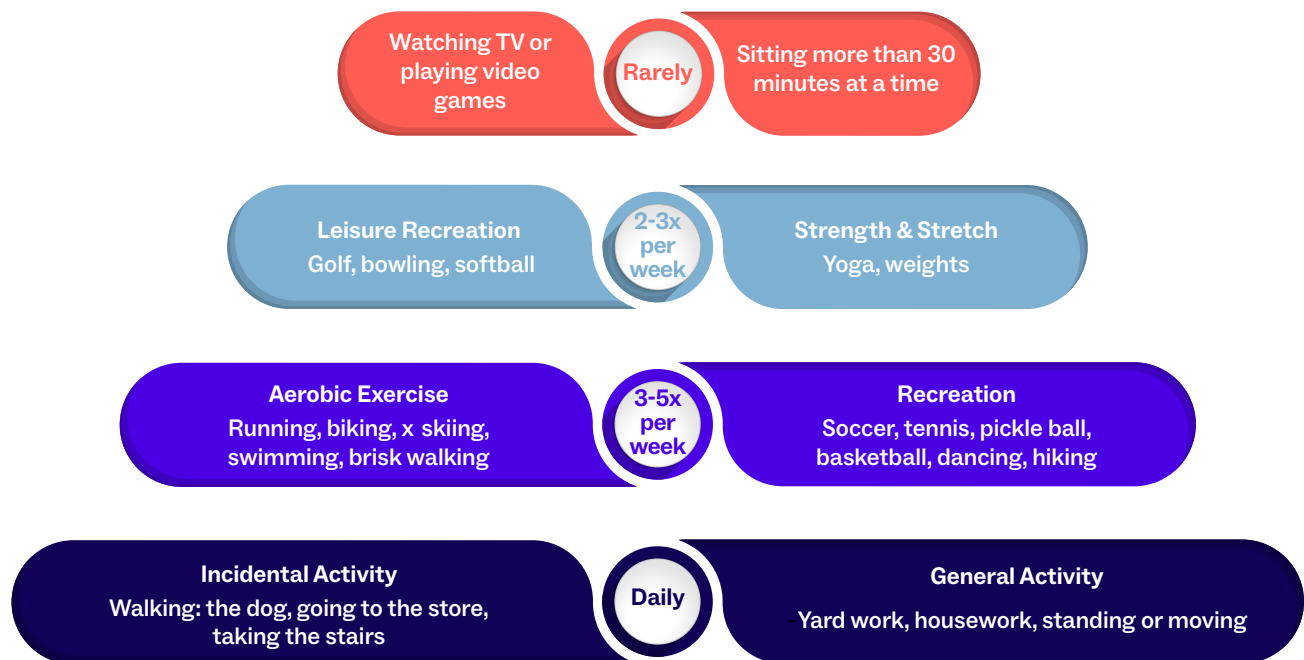 Watching TV or
playing video
games
Rarely
Sitting more than 30
minutes at a time
Leisure Recreation
Golf, bowling, softball
2-3x
per
week
Strength & Stretch
Yoga, weights
Aerobic Exercise
Running, biking, x skiing,
swimming, brisk walking
3-5x
per
week
Recreation
Soccer, tennis, pickle ball,
basketball, dancing, hiking
Incidental Activity
Walking: the dog, going to the store,
taking the stairs
Daily
General Activity
-Yard work, housework, standing or moving